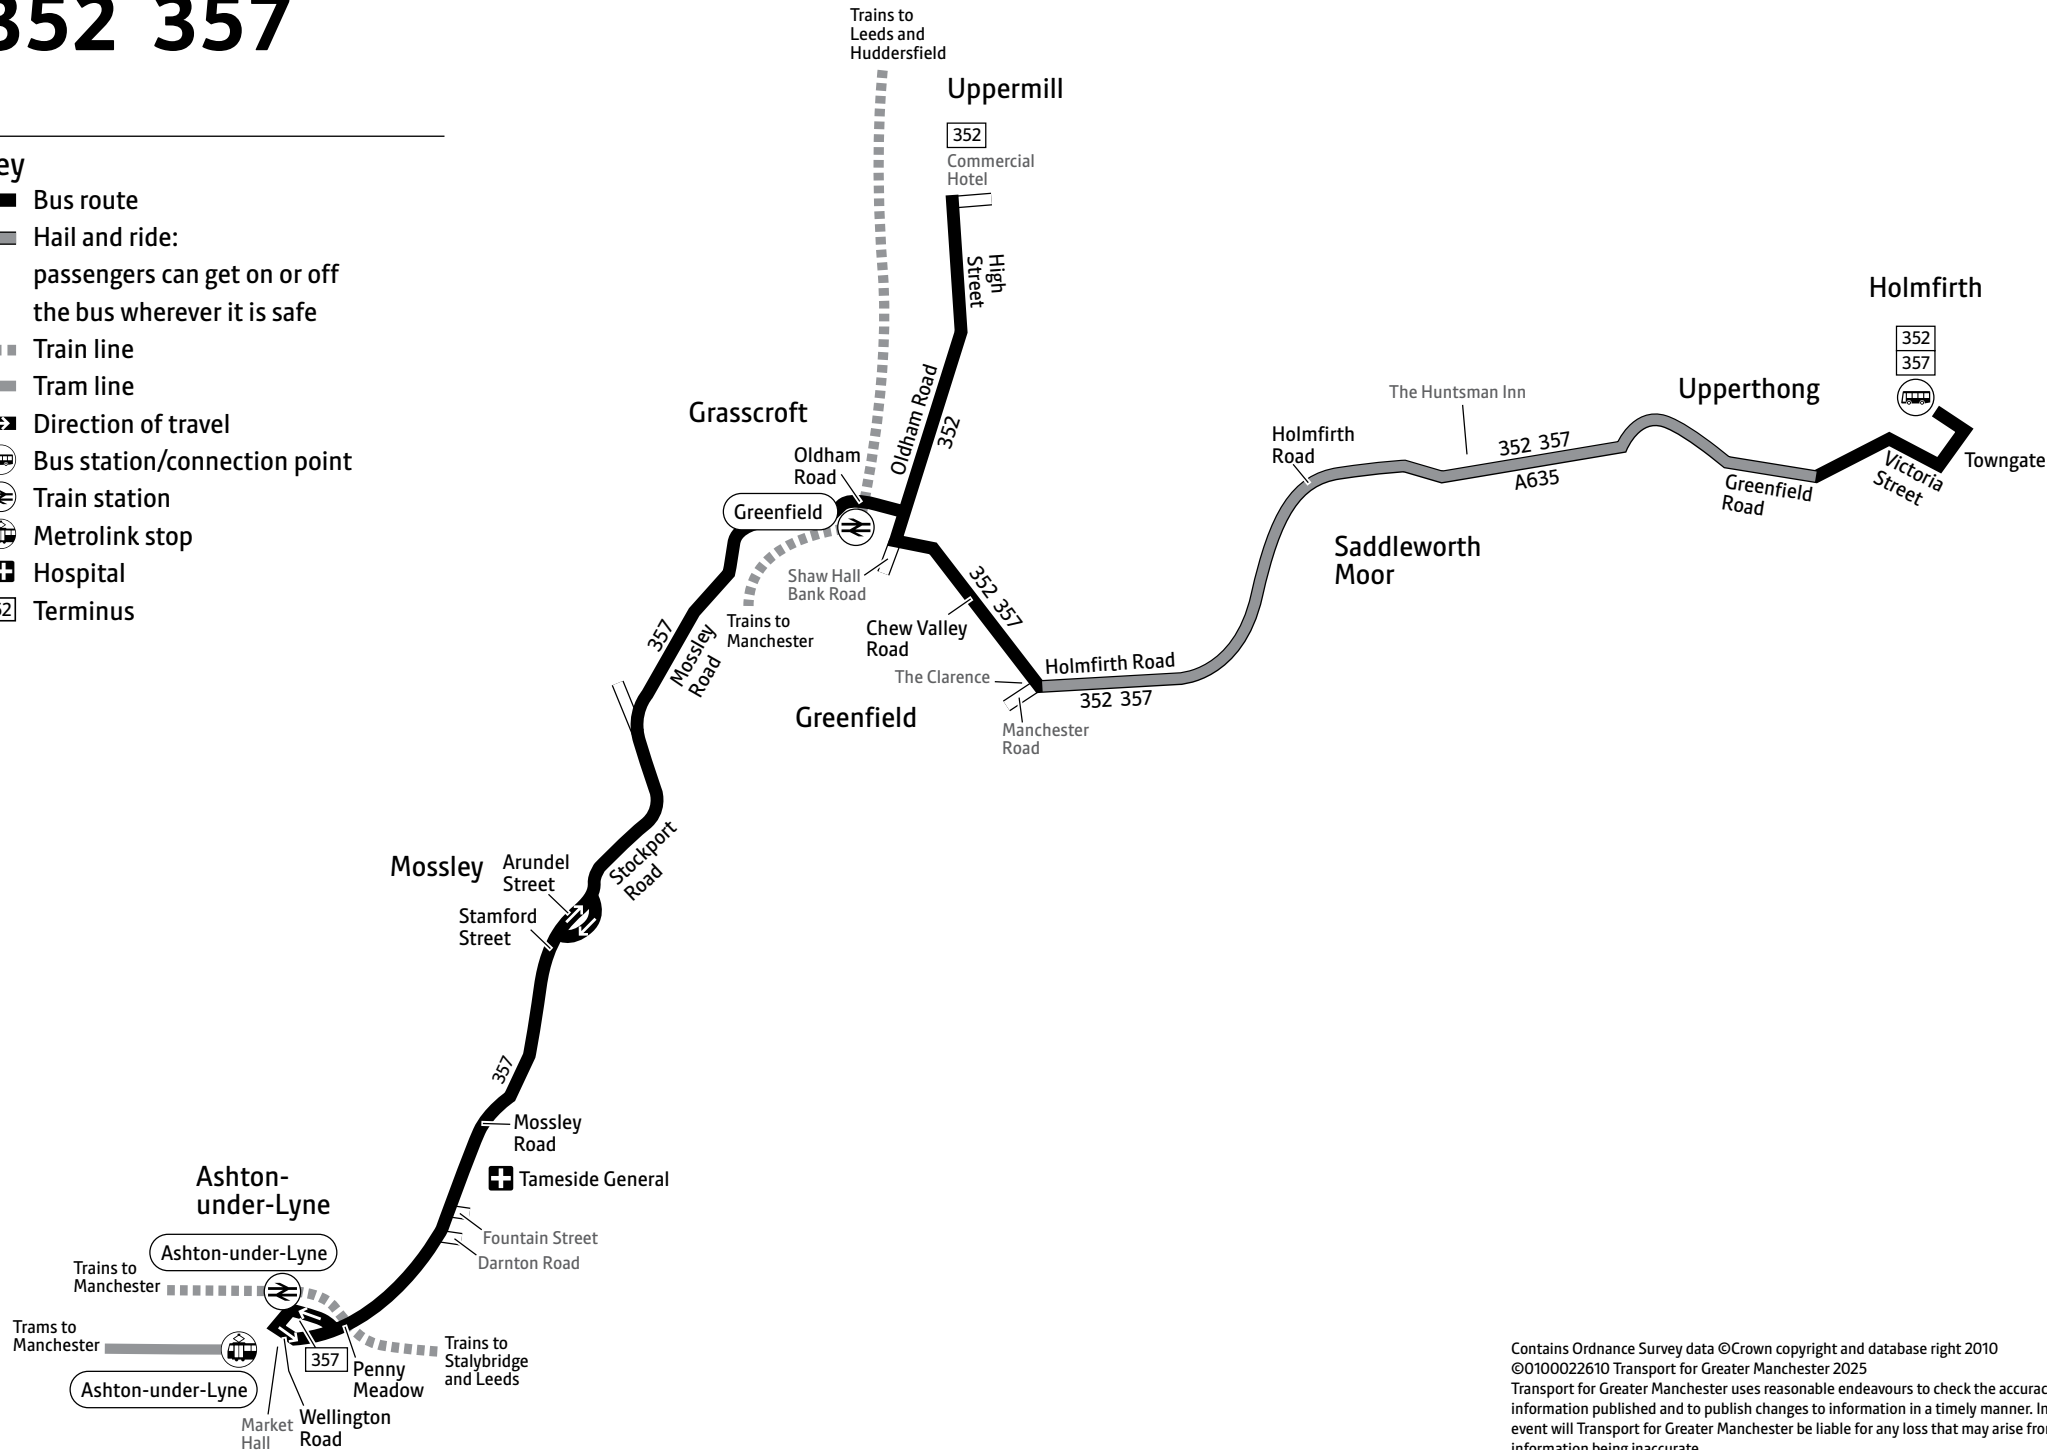 352 357
ey
Bus route
Hail and ride:
passengers can get on or off
the bus wherever it is safe
Train line
Tram line
Direction of travel
Bus station/connection point
Train station
Metrolink stop
Hospital
Terminus
Trains to
Leeds and
Huddersfield
Uppermill
352
Commercial
Hotel
High
Street
Oldham Road
352
Grasscroft
Oldham
Road
Greenfield
Shaw Hall
Bank Road
Trains to
Manchester
357
Mossley
Road
352 357
Chew Valley
Road
The Clarence
Greenfield
Manchester
Road
Holmfirth Road
352 357
Holmfirth
Road
Saddleworth
Moor
The Huntsman Inn
352 357
A635
Upperthong
Greenfield
Road
Holmfirth
352
357
Victoria
Street
Towngate
Stockport
Road
Mossley
Arundel
Street
Stamford
Street
357
Mossley
Road
Tameside General
Fountain Street
Darnton Road
Ashton-
under-Lyne
Ashton-under-Lyne
Trains to
Manchester
Trams to
Manchester
Ashton-under-Lyne
357
Penny
Meadow
Trains to
Stalybridge
and Leeds
Market
Hall
Wellington
Road
Contains Ordnance Survey data ©Crown copyright and database right 2010
©0100022610 Transport for Greater Manchester 2025
Transport for Greater Manchester uses reasonable endeavours to check the accurac
information published and to publish changes to information in a timely manner. In
event will Transport for Greater Manchester be liable for any loss that may arise fro
information being inaccurate